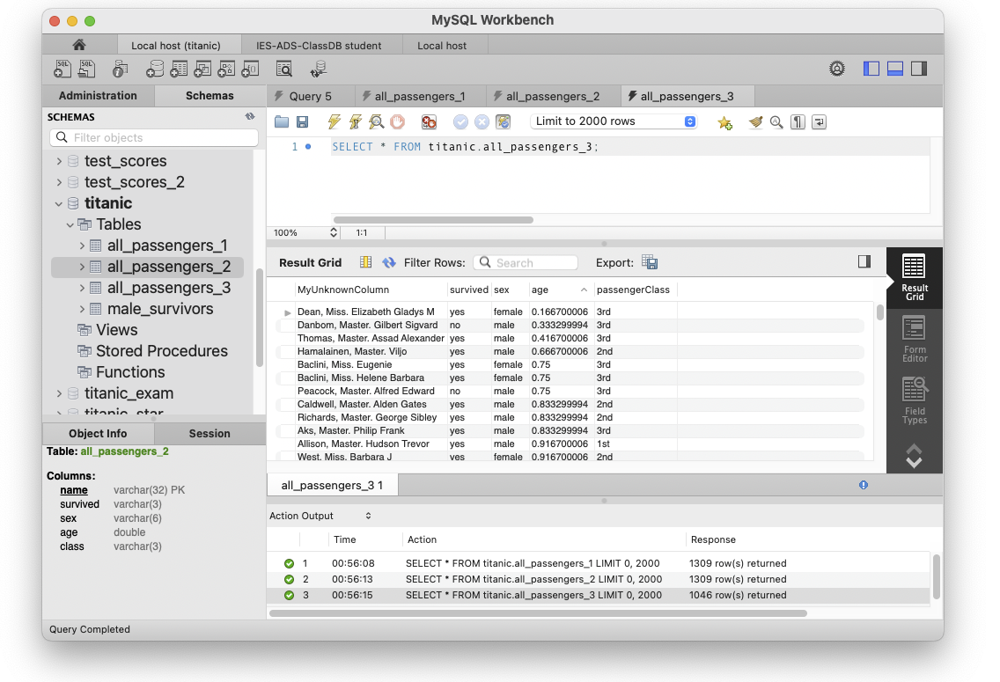 MySQL Workbench
Local host (titanic) IES-ADS-ClassDB student Local host
Administration Schemas
SCHEMAS
Filter objects
test_scores
test_scores_2
titanic
Tables
all_passengers_1
all_passengers_2
all_passengers_3
male_survivors
Views
Stored Procedures
Functions
titanic_exam
titanic_star
Object Info Session
Table: all_passengers_2
Columns:
name varchar(32) PK
survived varchar(3)
sex varchar(6)
age double
class varchar(3)
Query 5 all_passengers_1 all_passengers_2 all_passengers_3
Limit to 2000 rows
1 SELECT * FROM titanic.all_passengers_3;
100% 1:1
Result Grid Filter Rows: Search Export:
MyUnknownColumn survived sex age passengerClass
Dean, Miss. Elizabeth Gladys M yes female 0.166700006 3rd
Danbom, Master. Gilbert Sigvard no male 0.333299994 3rd
Thomas, Master. Assad Alexander yes male 0.416700006 3rd
Hamalainen, Master. Viljo yes male 0.666700006 2nd
Baclini, Miss. Eugenie yes female 0.75 3rd
Baclini, Miss. Helene Barbara yes female 0.75 3rd
Peacock, Master. Alfred Edward no male 0.75 3rd
Caldwell, Master. Alden Gates yes male 0.833299994 2nd
Richards, Master. George Sibley yes male 0.833299994 2nd
Aks, Master. Philip Frank yes male 0.833299994 3rd
Allison, Master. Hudson Trevor yes male 0.916700006 1st
West, Miss. Barbara J yes female 0.916700006 2nd
Result
Grid
Form
Editor
Field
Types
all_passengers_3 1
Action Output
Time Action Response
1 00:56:08 SELECT * FROM titanic.all_passengers_1 LIMIT 0, 2000 1309 row(s) returned
2 00:56:13 SELECT * FROM titanic.all_passengers_2 LIMIT 0, 2000 1309 row(s) returned
3 00:56:15 SELECT * FROM titanic.all_passengers_3 LIMIT 0, 2000 1046 row(s) returned
Query Completed